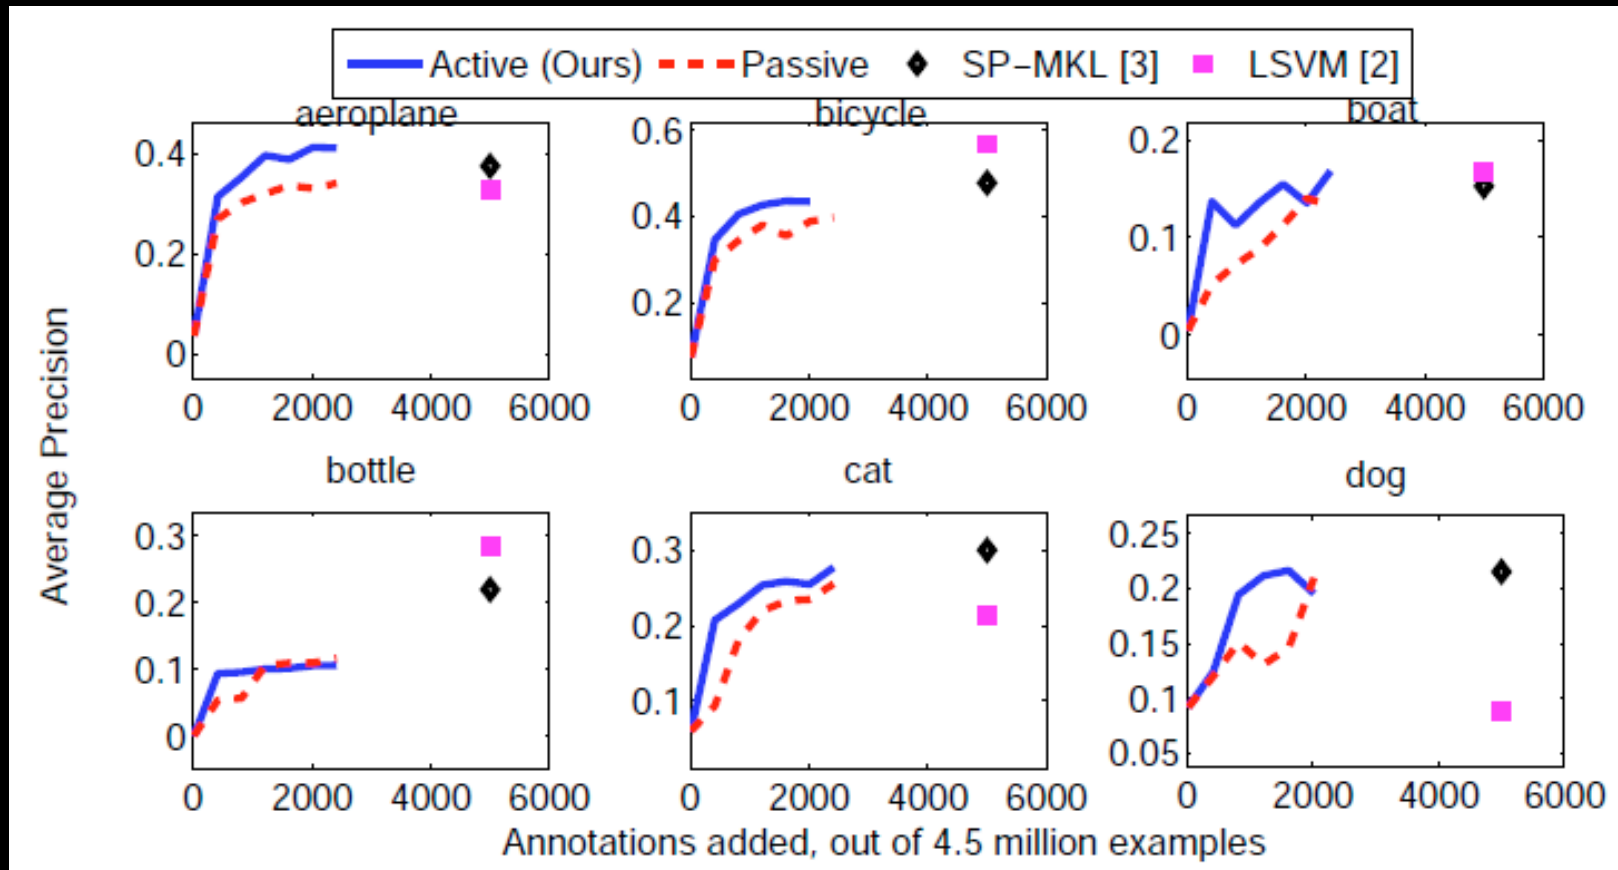 Active (Ours) Passive SP-MKL [3] LSVM [2]
aeroplane bicycle boat
0.4 0.6 0.2
0.2 0.4 0.1
0 0.2 0
0 2000 4000 6000 0 2000 4000 6000 0 2000 4000 6000
Average Precision
bottle cat dog
0.3 0.3 0.25
0.2 0.2 0.2
0.1 0.1 0.15
0 0.1
0.05
0 2000 4000 6000 0 2000 4000 6000 0 2000 4000 6000
Annotations added, out of 4.5 million examples